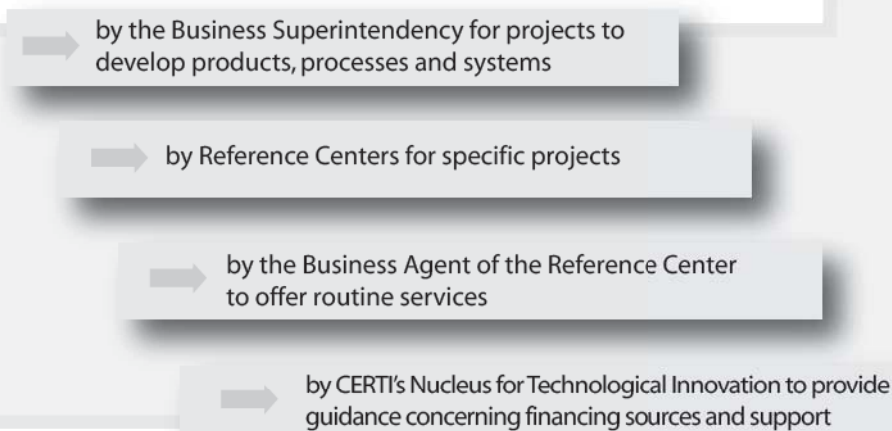 by the Business Superintendency for projects to
develop products, processes and systems
by Reference Centers for specific projects
by the Business Agent of the Reference Center
to offer routine services
by CERTI's Nucleus for Technological Innovation to provide
guidance concerning financing sources and support